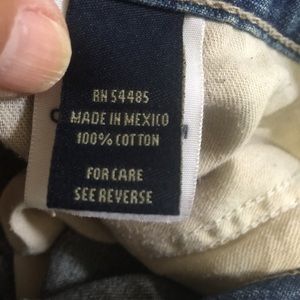 RN 54485
MADE IN MEXICO
100% COTTON
FOR CARE
SEE REVERSE